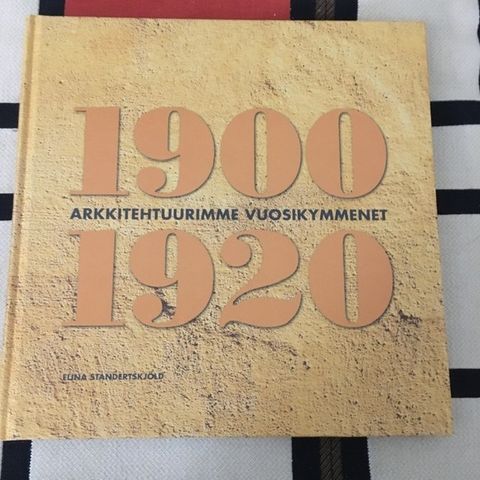 1900
ARKKITEHTUURIMME VUOSIKYMMENET
1920
ELINA STANDERTSKJÖLD